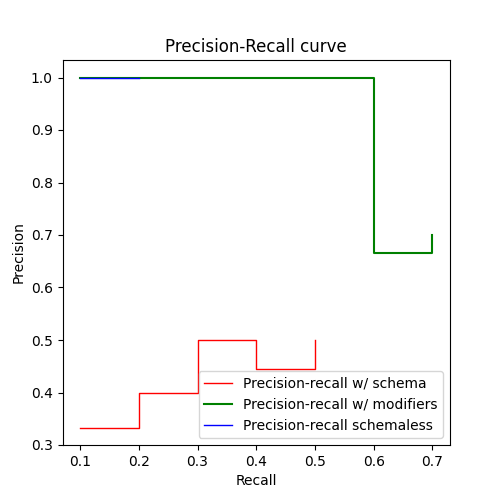 Precision-Recall curve
1.0
0.9
0.8
0.7
0.6
0.5
0.4
0.3
Precision
Precision-recall w/ schema
Precision-recall w/ modifiers
Precision-recall schemaless
0.1 0.2 0.3 0.4 0.5 0.6 0.7
Recall